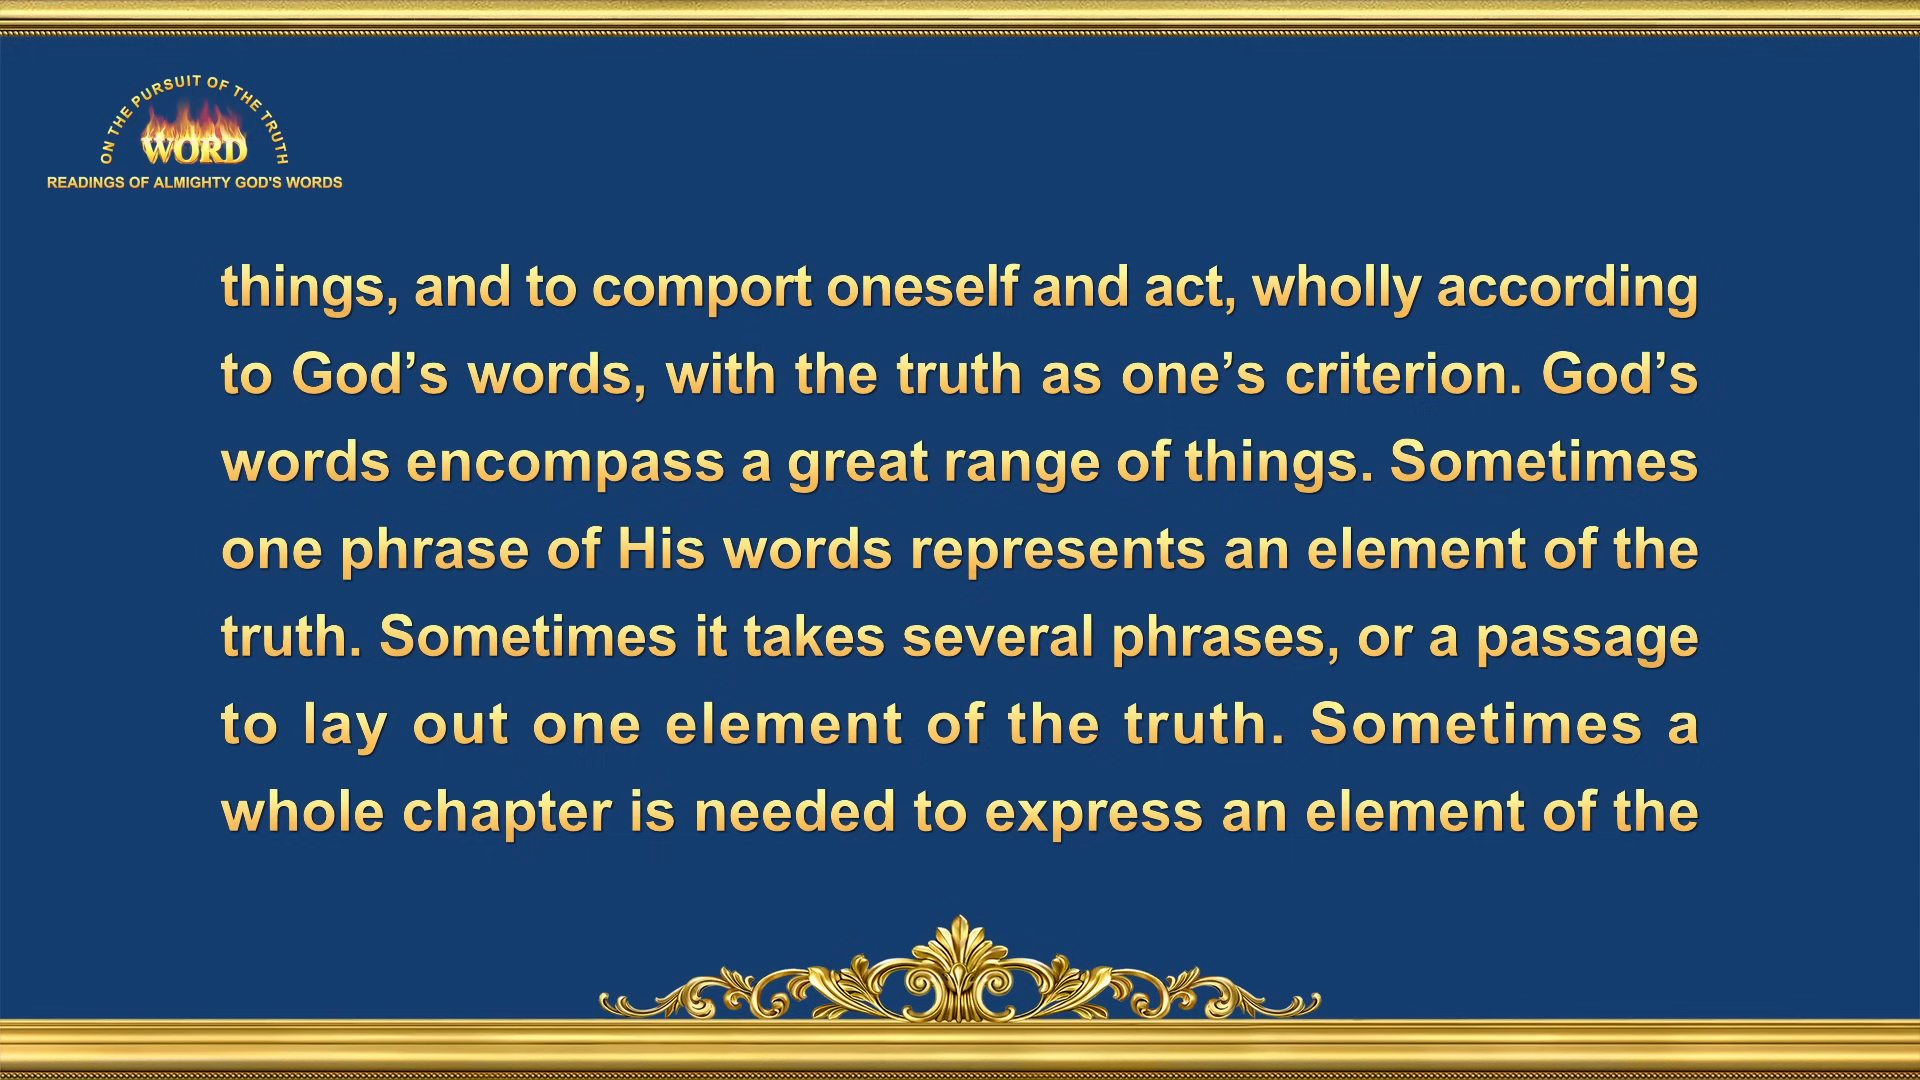 ON THE PURSUIT OF THE TRUTH
WORD
READINGS OF ALMIGHTY GOD'S WORDS
things, and to comport oneself and act, wholly according
to God’s words, with the truth as one’s criterion. God’s
words encompass a great range of things. Sometimes
one phrase of His words represents an element of the
truth. Sometimes it takes several phrases, or a passage
to lay out one element of the truth. Sometimes a
whole chapter is needed to express an element of the